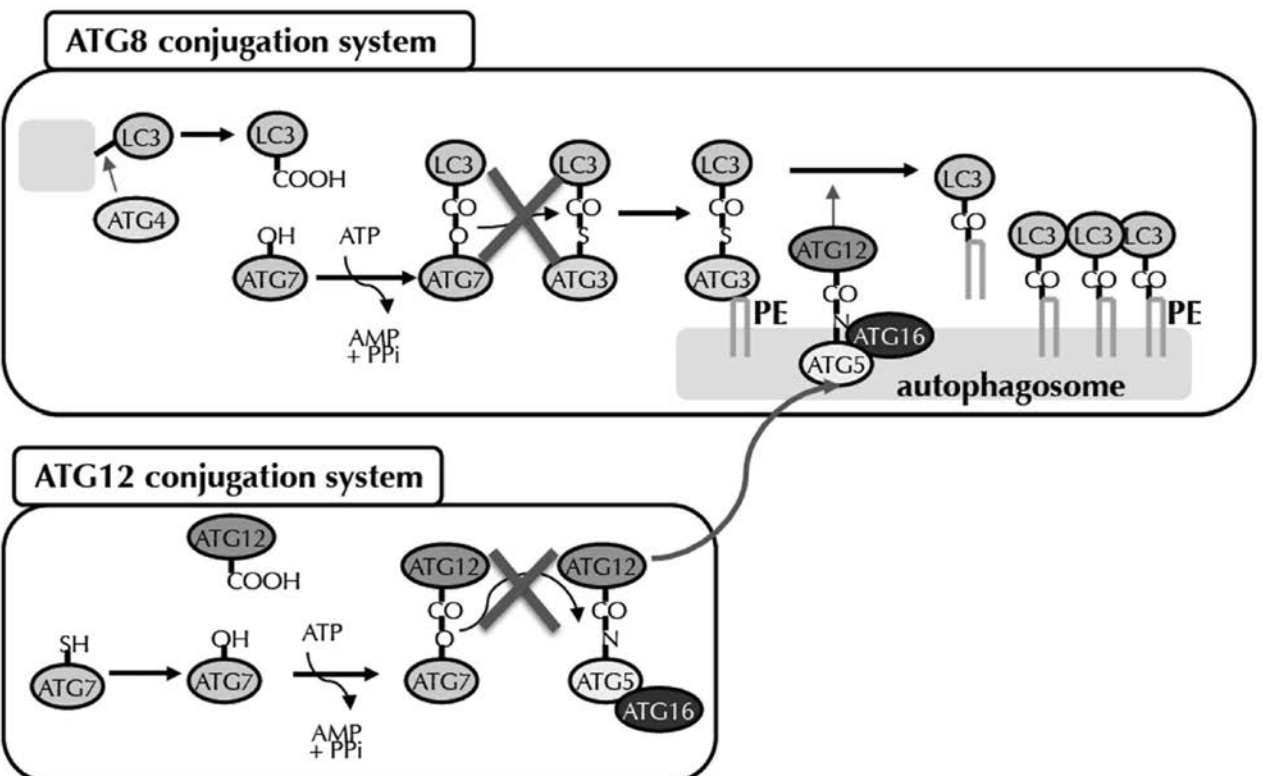 ATG8 conjugation system
LC3
LC3
COOH
ATG4
OH
ATG7
ATP
AMP
+ PPi
LC3
CO
O
ATG7
LC3
CO
S
ATG3
LC3
CO
S
ATG3
PE
ATG12
CO
N
ATG16
ATG5
LC3
CO
LC3
LC3
LC3
CO
CO
CO
PE
autophagosome
ATG12 conjugation system
ATG12
COOH
SH
ATG7
OH
ATG7
ATP
AMP
+ PPi
ATG12
CO
O
ATG7
ATG12
CO
N
ATG5
ATG16